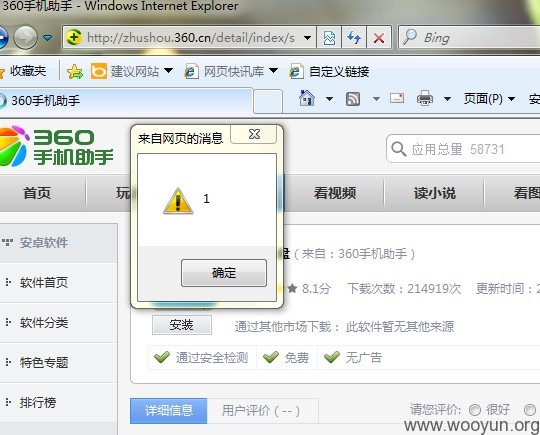 360手机助手 - Windows Internet Explorer
http://zhushou.360.cn/detail/index/s
Bing
收藏夹 建议网站 网页快讯库 自定义链接
360手机助手
页面(P)
360
手机助手
来自网页的消息
应用总量 58731
1
首页 玩 看视频 读小说 看图
确定
安卓软件
盘 (来自：360手机助手)
软件首页
8.1分 下载次数：214919次 更新时间：2
软件分类
安装 通过其他市场下载： 此软件暂无其他来源
特色专题
通过安全检测 免费 无广告
排行榜
详细信息 用户评价 (--) 请您评价: 很好
www.wooyun.org